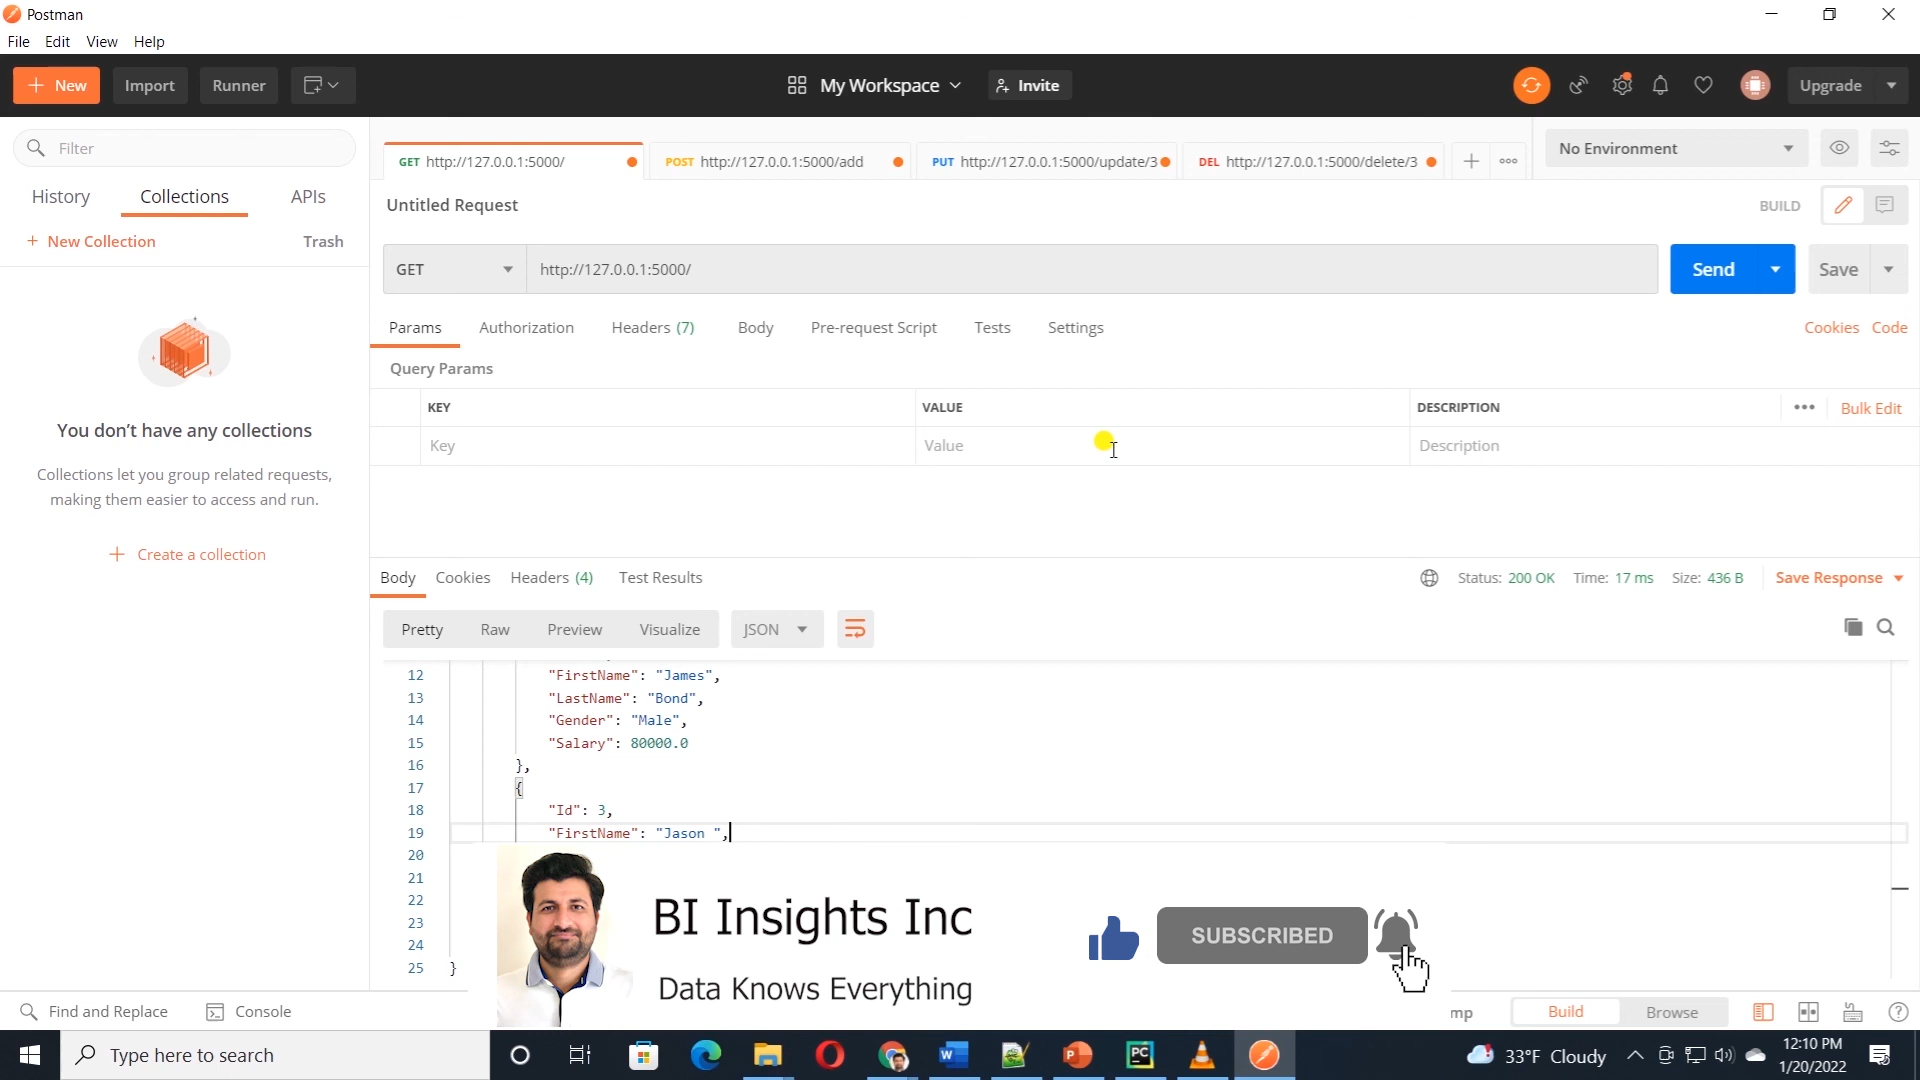 Postman
File Edit View Help
+ New Import Runner My Workspace Invite Upgrade
Filter
History Collections APIs
+ New Collection Trash
You don't have any collections
Collections let you group related requests,
making them easier to access and run.
+ Create a collection
GET http://127.0.0.1:5000/ POST http://127.0.0.1:5000/add PUT http://127.0.0.1:5000/update/3 DEL http://127.0.0.1:5000/delete/3 + ooo No Environment
Untitled Request BUILD
GET http://127.0.0.1:5000/ Send Save
Params Authorization Headers (7) Body Pre-request Script Tests Settings Cookies Code
Query Params
KEY VALUE DESCRIPTION ••• Bulk Edit
Key Value Description
Body Cookies Headers (4) Test Results Status: 200 OK Time: 17 ms Size: 436 B Save Response
Pretty Raw Preview Visualize JSON
12 "FirstName": "James",
13 "LastName": "Bond",
14 "Gender": "Male",
15 "Salary": 80000.0
16 },
17 {
18 "Id": 3,
19 "FirstName": "Jason ",
20
21
22
23
24
25 }
BI Insights Inc
Data Knows Everything
SUBSCRIBED
Find and Replace Console mp Build Browse
Type here to search
33°F Cloudy 12:10 PM
1/20/2022